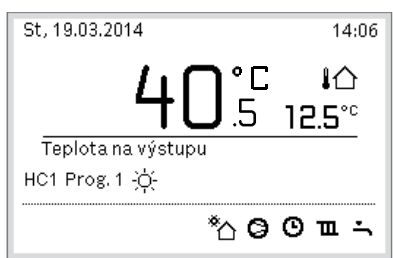 St, 19.03.2014 14:06
40.5 °C
12.5°C
Teplota na výstupu
HC1 Prog. 1